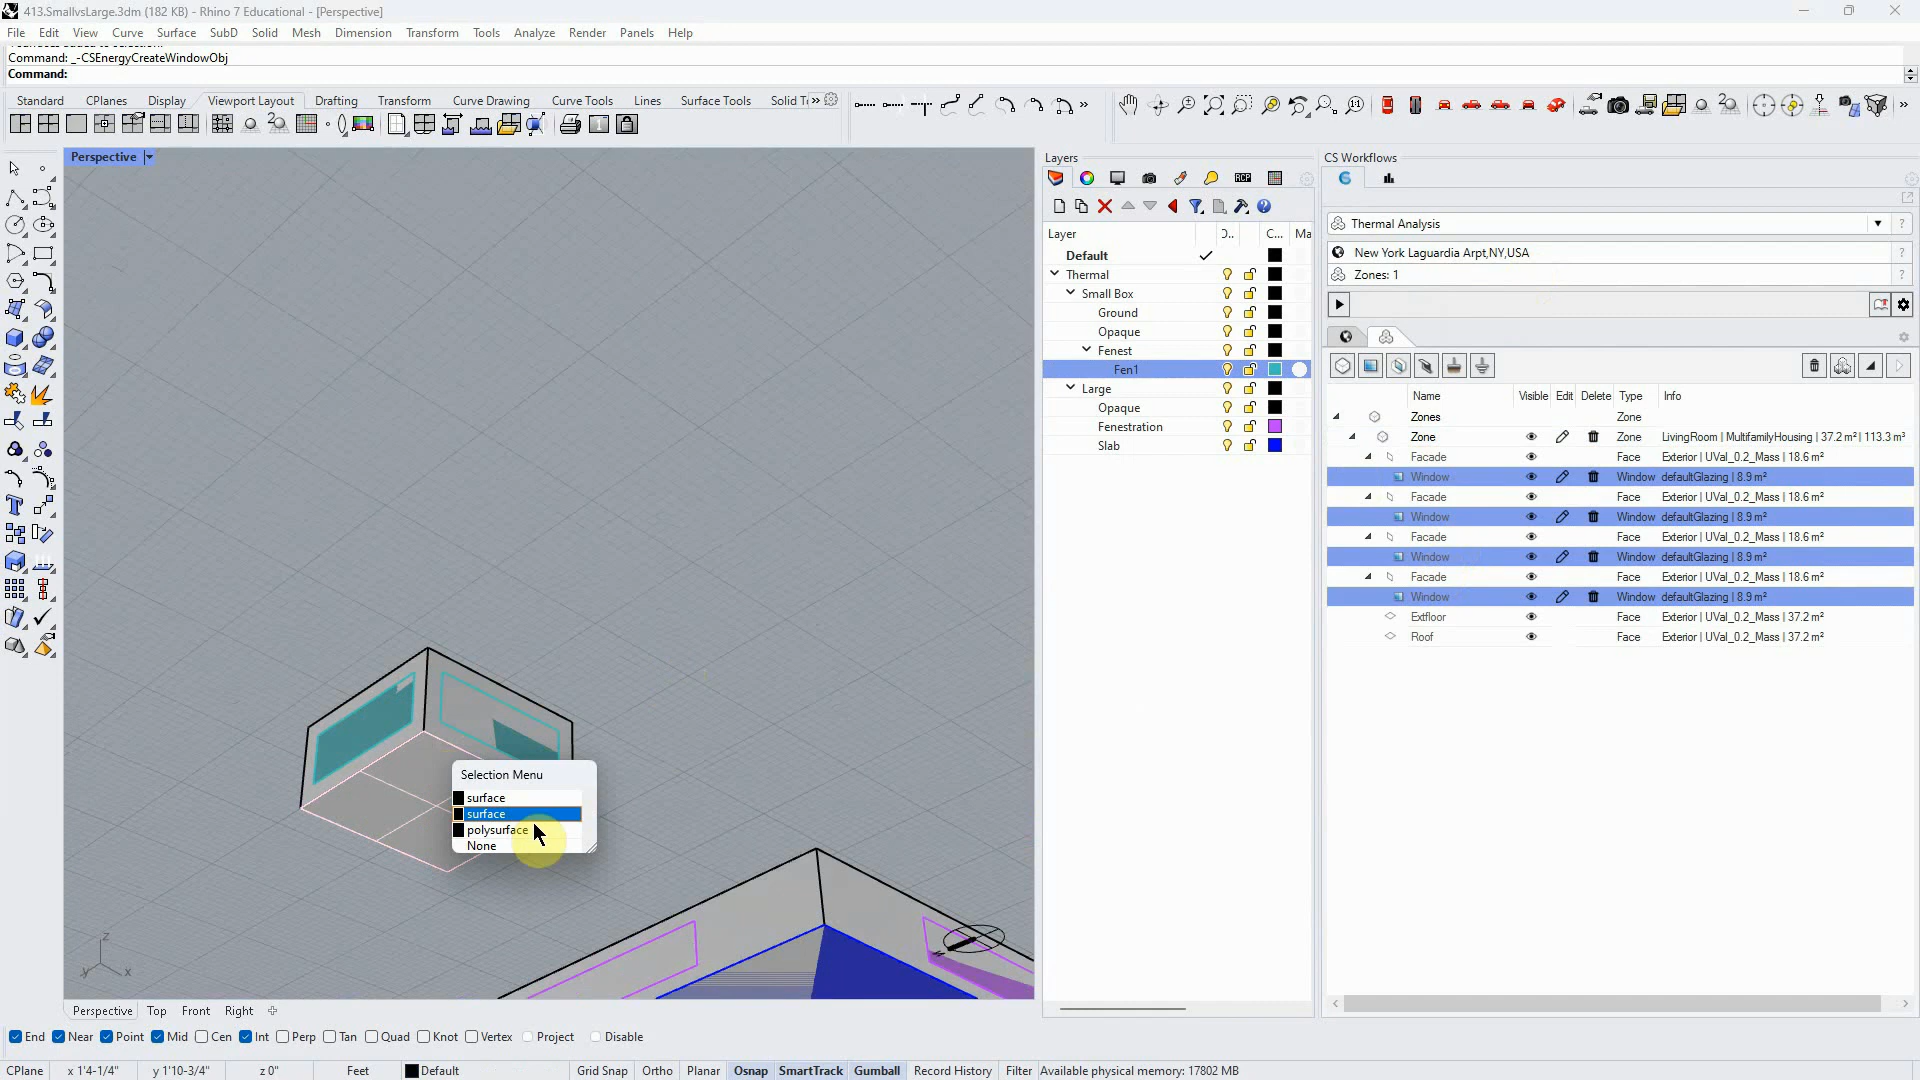 413.SmallvsLarge.3dm (182 KB) - Rhino 7 Educational - [Perspective]
File Edit View Curve Surface SubD Solid Mesh Dimension Transform Tools Analyze Render Panels Help
Command: _-CSEnergyCreateWindowObj
Command:
Standard CPlanes Display Viewport Layout Drafting Transform Curve Drawing Curve Tools Lines Surface Tools Solid T
Perspective
Layers
RCP
Layer D.. C... Ma
Default
Thermal
Small Box
Ground
Opaque
Fenest
Fen1
Large
Opaque
Fenestration
Slab
CS Workflows
Thermal Analysis ?
New York Laguardia Arpt,NY,USA ?
Zones: 1 ?
Name Visible Edit Delete Type Info
Zones Zone
Zone Zone LivingRoom | MultifamilyHousing | 37.2 m² | 113.3 m³
Facade Face Exterior | UVal_0.2_Mass | 18.6 m²
Window Window defaultGlazing | 8.9 m²
Facade Face Exterior | UVal_0.2_Mass | 18.6 m²
Window Window defaultGlazing | 8.9 m²
Facade Face Exterior | UVal_0.2_Mass | 18.6 m²
Window Window defaultGlazing | 8.9 m²
Facade Face Exterior | UVal_0.2_Mass | 18.6 m²
Window Window defaultGlazing | 8.9 m²
Extfloor Face Exterior | UVal_0.2_Mass | 37.2 m²
Roof Face Exterior | UVal_0.2_Mass | 37.2 m²
Selection Menu
surface
surface
polysurface
None
z
y x
Perspective Top Front Right
End Near Point Mid Cen Int Perp Tan Quad Knot Vertex Project Disable
CPlane x 1'4-1/4" y 1'10-3/4" z 0" Feet Default Grid Snap Ortho Planar Osnap SmartTrack Gumball Record History Filter Available physical memory: 17802 MB